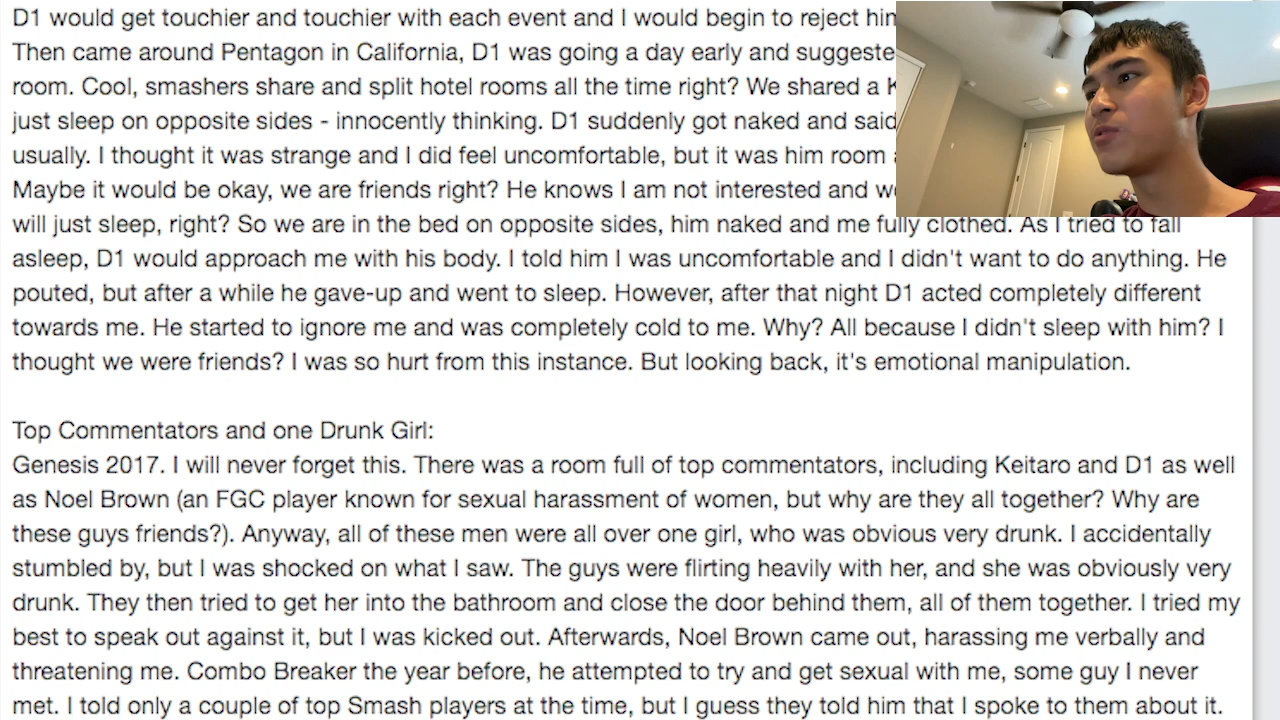 D1 would get touchier and touchier with each event and I would begin to reject
Then came around Pentagon in California, D1 was going a day early and
room. Cool, smashers share and split hotel rooms all the time right? We shared a
just sleep on opposite sides - innocently thinking. D1 suddenly got naked and said
usually. I thought it was strange and I did feel uncomfortable, but it was him room
Maybe it would be okay, we are friends right? He knows I am not interested and
will just sleep, right? So we are in the bed on opposite sides, him naked and me fully clothed. As I tried to fall
asleep, D1 would approach me with his body. I told him I was uncomfortable and I didn't want to do anything. He
pouted, but after a while he gave-up and went to sleep. However, after that night D1 acted completely different
towards me. He started to ignore me and was completely cold to me. Why? All because I didn't sleep with him? I
thought we were friends? I was so hurt from this instance. But looking back, it's emotional manipulation.
Top Commentators and one Drunk Girl:
Genesis 2017. I will never forget this. There was a room full of top commentators, including Keitaro and D1 as well
as Noel Brown (an FGC player known for sexual harassment of women, but why are they all together? Why are
these guys friends?). Anyway, all of these men were all over one girl, who was obvious very drunk. I accidentally
stumbled by, but I was shocked on what I saw. The guys were flirting heavily with her, and she was obviously very
drunk. They then tried to get her into the bathroom and close the door behind them, all of them together. I tried my
best to speak out against it, but I was kicked out. Afterwards, Noel Brown came out, harassing me verbally and
threatening me. Combo Breaker the year before, he attempted to try and get sexual with me, some guy I never
met. I told only a couple of top Smash players at the time, but I guess they told him that I spoke to them about it.